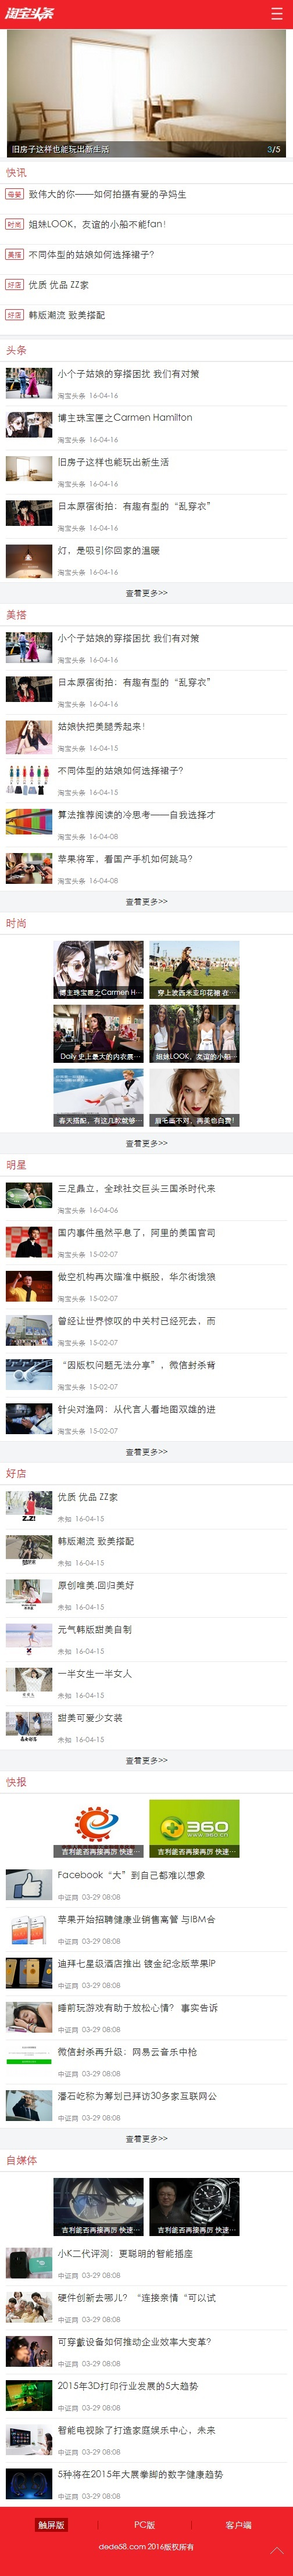 淘宝头条
旧房子这样也能玩出新生活
3/5
快讯
母婴 致伟大的你——如何拍摄有爱的孕妈生
时尚 姐妹LOOK，友谊的小船不能fan！
美搭 不同体型的姑娘如何选择裙子？
好店 优质 优品 ZZ家
好店 韩版潮流 致美搭配
头条
小个子姑娘的穿搭困扰 我们有对策
淘宝头条 16-04-16
博主珠宝匣之Carmen Hamilton
淘宝头条 16-04-16
旧房子这样也能玩出新生活
淘宝头条 16-04-16
日本原宿街拍：有趣有型的“乱穿衣”
淘宝头条 16-04-16
灯，是吸引你回家的温暖
淘宝头条 16-04-16
查看更多>>
美搭
小个子姑娘的穿搭困扰 我们有对策
淘宝头条 16-04-16
日本原宿街拍：有趣有型的“乱穿衣”
淘宝头条 16-04-16
姑娘快把美腿秀起来！
淘宝头条 16-04-15
不同体型的姑娘如何选择裙子？
淘宝头条 16-04-15
算法推荐阅读的冷思考——自我选择才
淘宝头条 16-04-08
苹果将军，看国产手机如何跳马？
淘宝头条 16-04-08
查看更多>>
时尚
博主珠宝匣之Carmen H…
穿上波西米亚印花裙 在…
Daily 史上最大的内衣展…
姐妹LOOK，友谊的小船…
春天搭配，有这几款就够…
眉毛画不对，再美也白费！
查看更多>>
明星
三足鼎立，全球社交巨头三国杀时代来
淘宝头条 16-04-06
国内事件虽然平息了，阿里的美国官司
淘宝头条 15-02-07
做空机构再次瞄准中概股，华尔街饿狼
淘宝头条 15-02-07
曾经让世界惊叹的中关村已经死去，而
淘宝头条 15-02-07
“因版权问题无法分享”，微信封杀背
淘宝头条 15-02-07
针尖对渔网：从代言人看地图双雄的进
淘宝头条 15-02-07
查看更多>>
好店
优质 优品 ZZ家
未知 16-04-15
韩版潮流 致美搭配
未知 16-04-15
原创唯美.回归美好
未知 16-04-15
元气韩版甜美自制
未知 16-04-15
一半女生一半女人
未知 16-04-15
甜美可爱少女装
未知 16-04-15
查看更多>>
快报
吉利能否再接再厉 快速…
360
www.360.cn
吉利能否再接再厉 快速…
Facebook“大”到自己都难以想象
中证网 03-29 08:08
苹果开始招聘健康业销售高管 与IBM合
中证网 03-29 08:08
迪拜七星级酒店推出 镀金纪念版苹果IP
中证网 03-29 08:08
睡前玩游戏有助于放松心情？ 事实告诉
中证网 03-29 08:08
微信封杀再升级：网易云音乐中枪
中证网 03-29 08:08
潘石屹称为筹划已拜访30多家互联网公
中证网 03-29 08:08
查看更多>>
自媒体
吉利能否再接再厉 快速…
吉利能否再接再厉 快速…
小K二代评测：更聪明的智能插座
中证网 03-29 08:08
硬件创新去哪儿？“连接亲情“可以试
中证网 03-29 08:08
可穿戴设备如何推动企业效率大变革？
中证网 03-29 08:08
2015年3D打印行业发展的5大趋势
中证网 03-29 08:08
智能电视除了打造家庭娱乐中心，未来
中证网 03-29 08:08
5种将在2015年大展拳脚的数字健康趋势
中证网 03-29 08:08
触屏版 PC版 客户端
dede58.com 2016版权所有